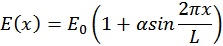 E(x) = E₀(1 + αsin 2πx/L)